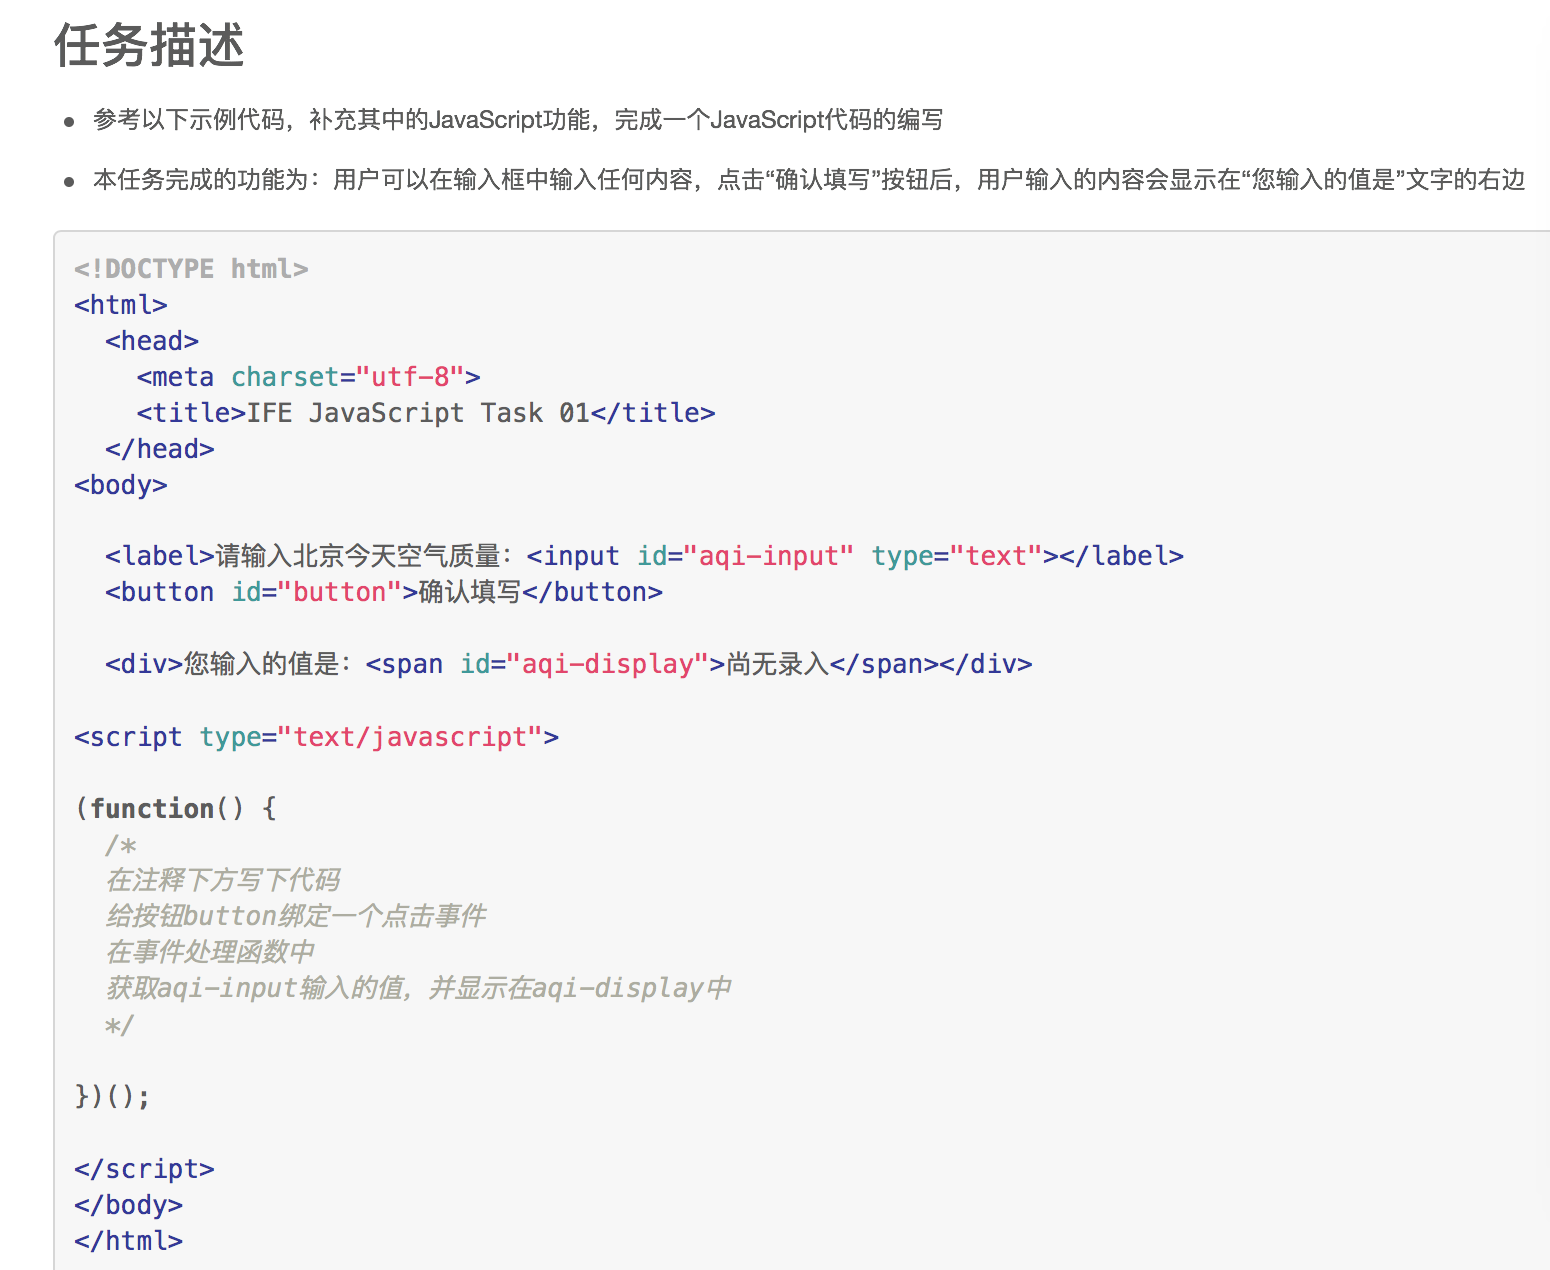 任务描述
参考以下示例代码，补充其中的JavaScript功能，完成一个JavaScript代码的编写
本任务完成的功能为：用户可以在输入框中输入任何内容，点击“确认填写”按钮后，用户输入的内容会显示在“您输入的值是”文字的右边
<!DOCTYPE html>
<html>
  <head>
    <meta charset="utf-8">
    <title>IFE JavaScript Task 01</title>
  </head>
<body>

  <label>请输入北京今天空气质量：<input id="aqi-input" type="text"></label>
  <button id="button">确认填写</button>

  <div>您输入的值是：<span id="aqi-display">尚无录入</span></div>

<script type="text/javascript">

(function() {
  /*
  在注释下方写下代码
  给按钮button绑定一个点击事件
  在事件处理函数中
  获取aqi-input输入的值，并显示在aqi-display中
  */

})();

</script>
</body>
</html>